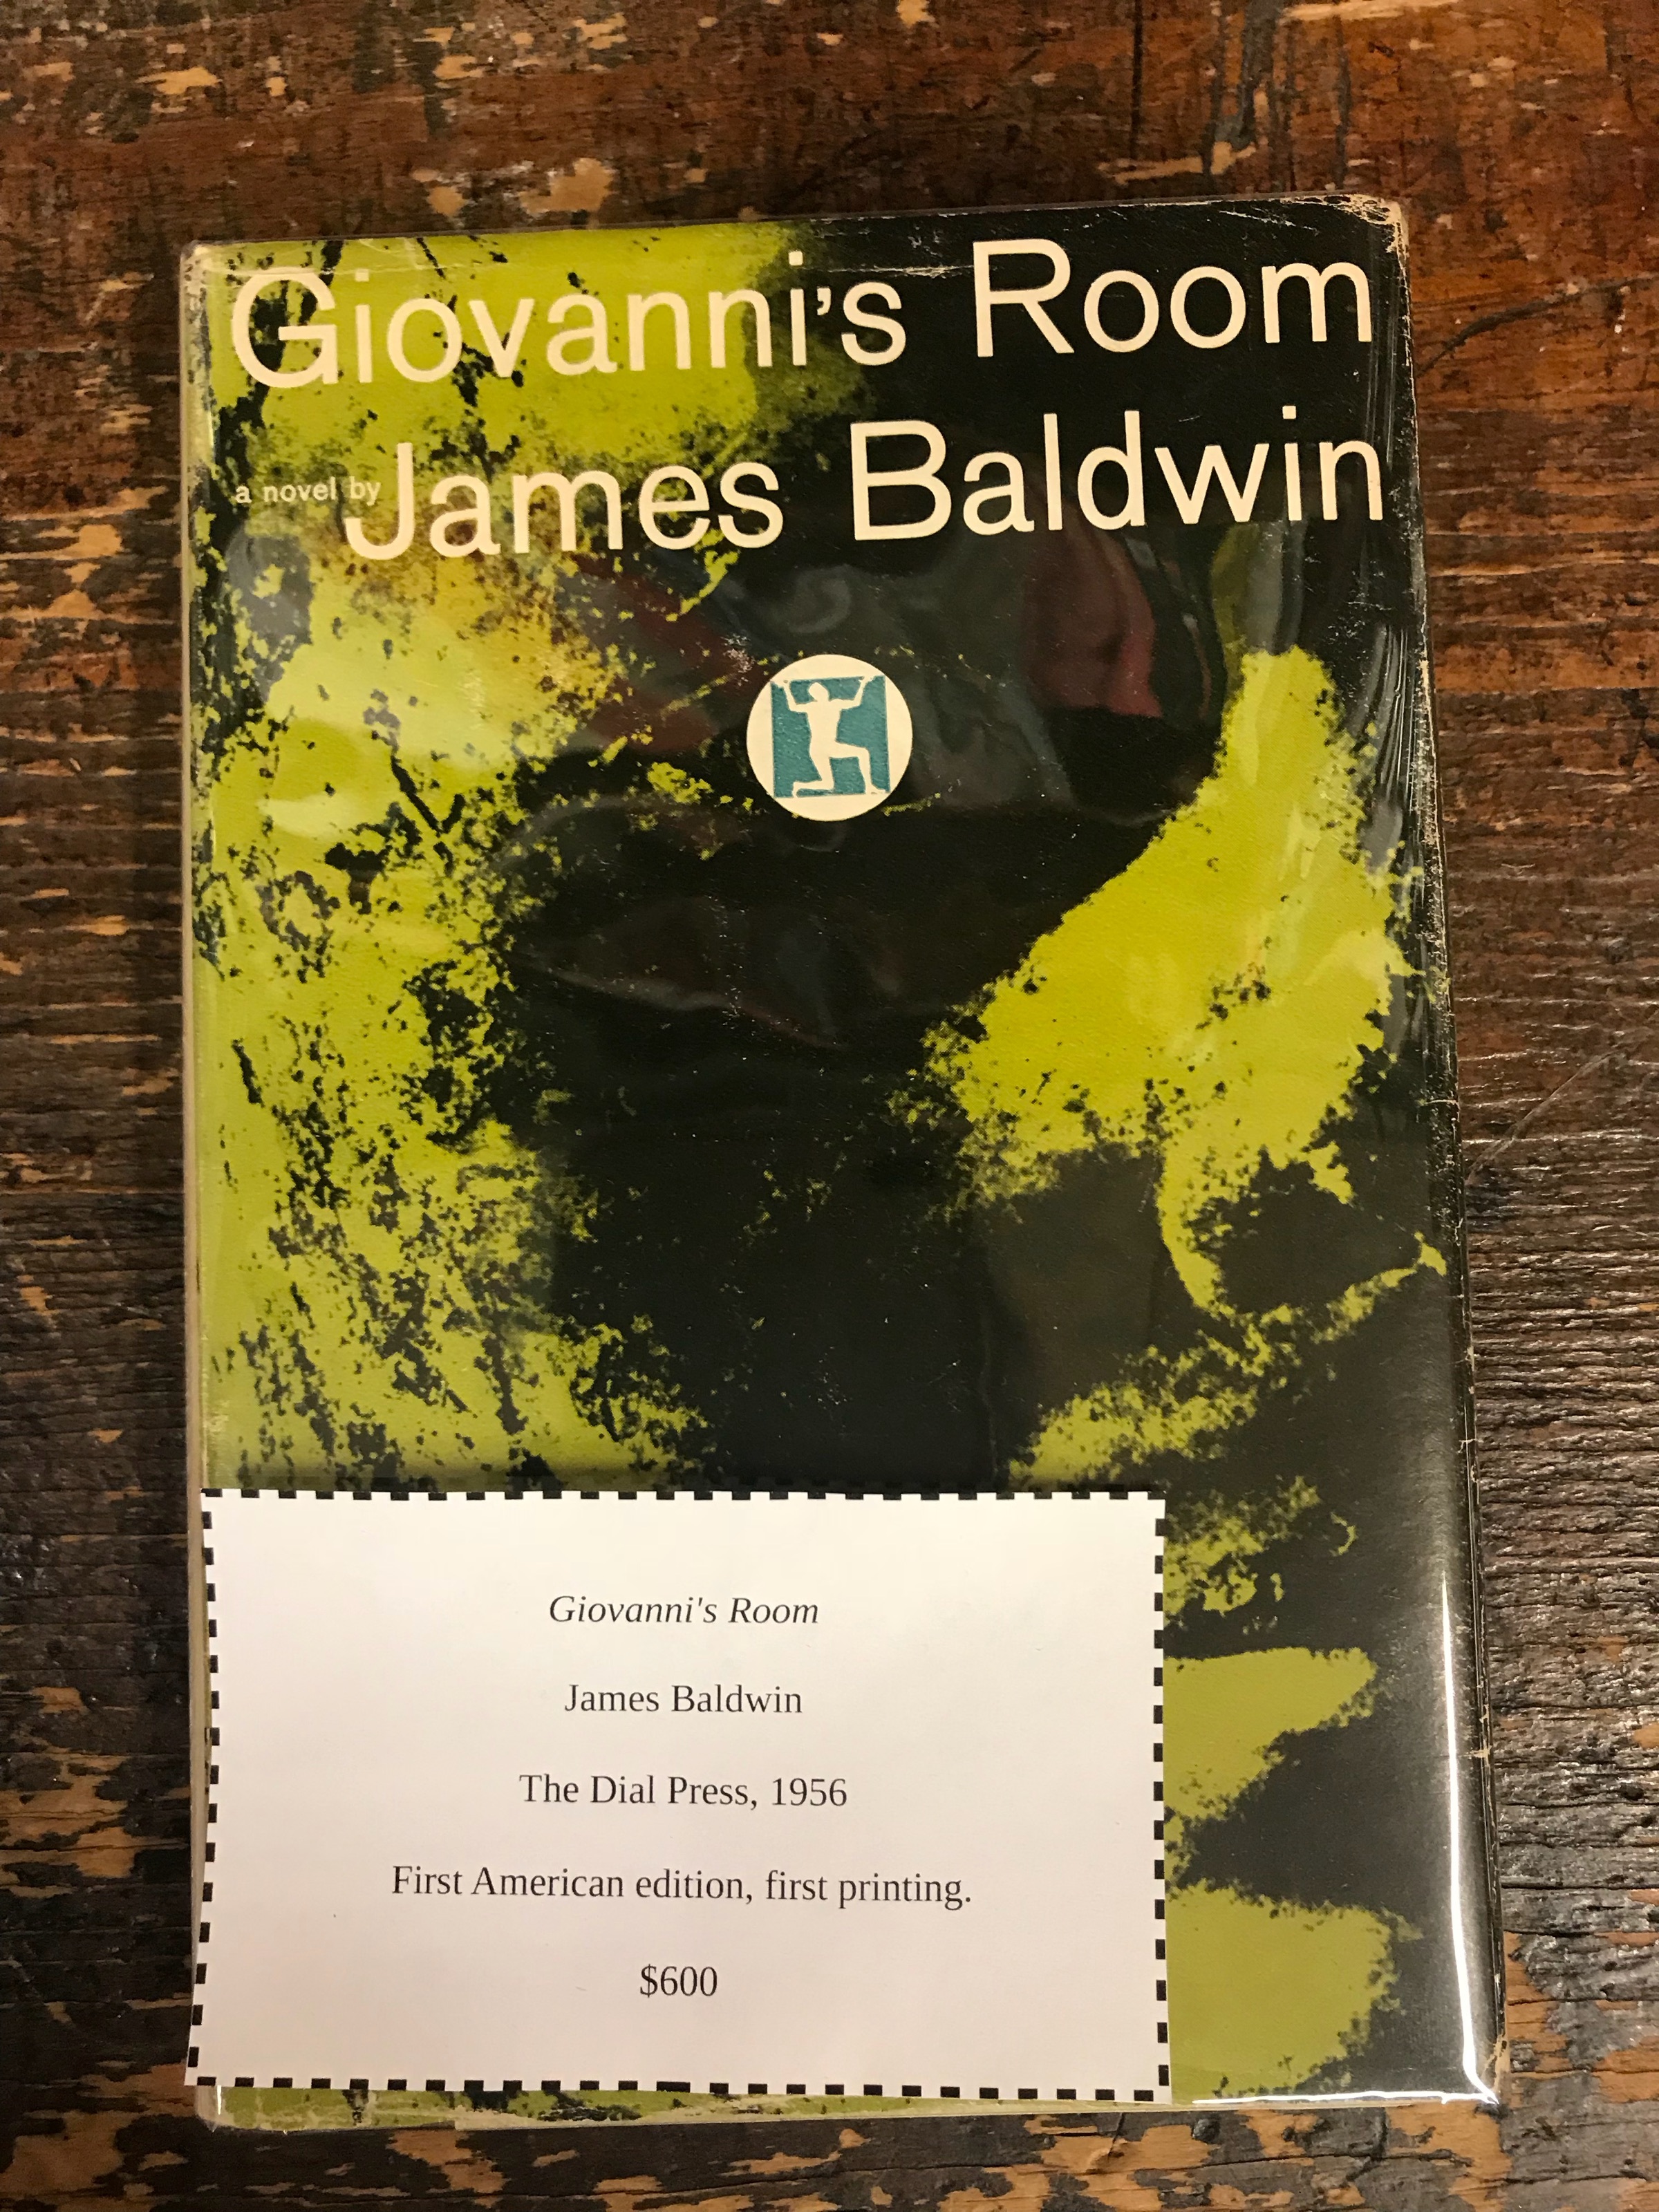 Giovanni's Room
a novel by James Baldwin
Giovanni's Room
James Baldwin
The Dial Press, 1956
First American edition, first printing.
$600